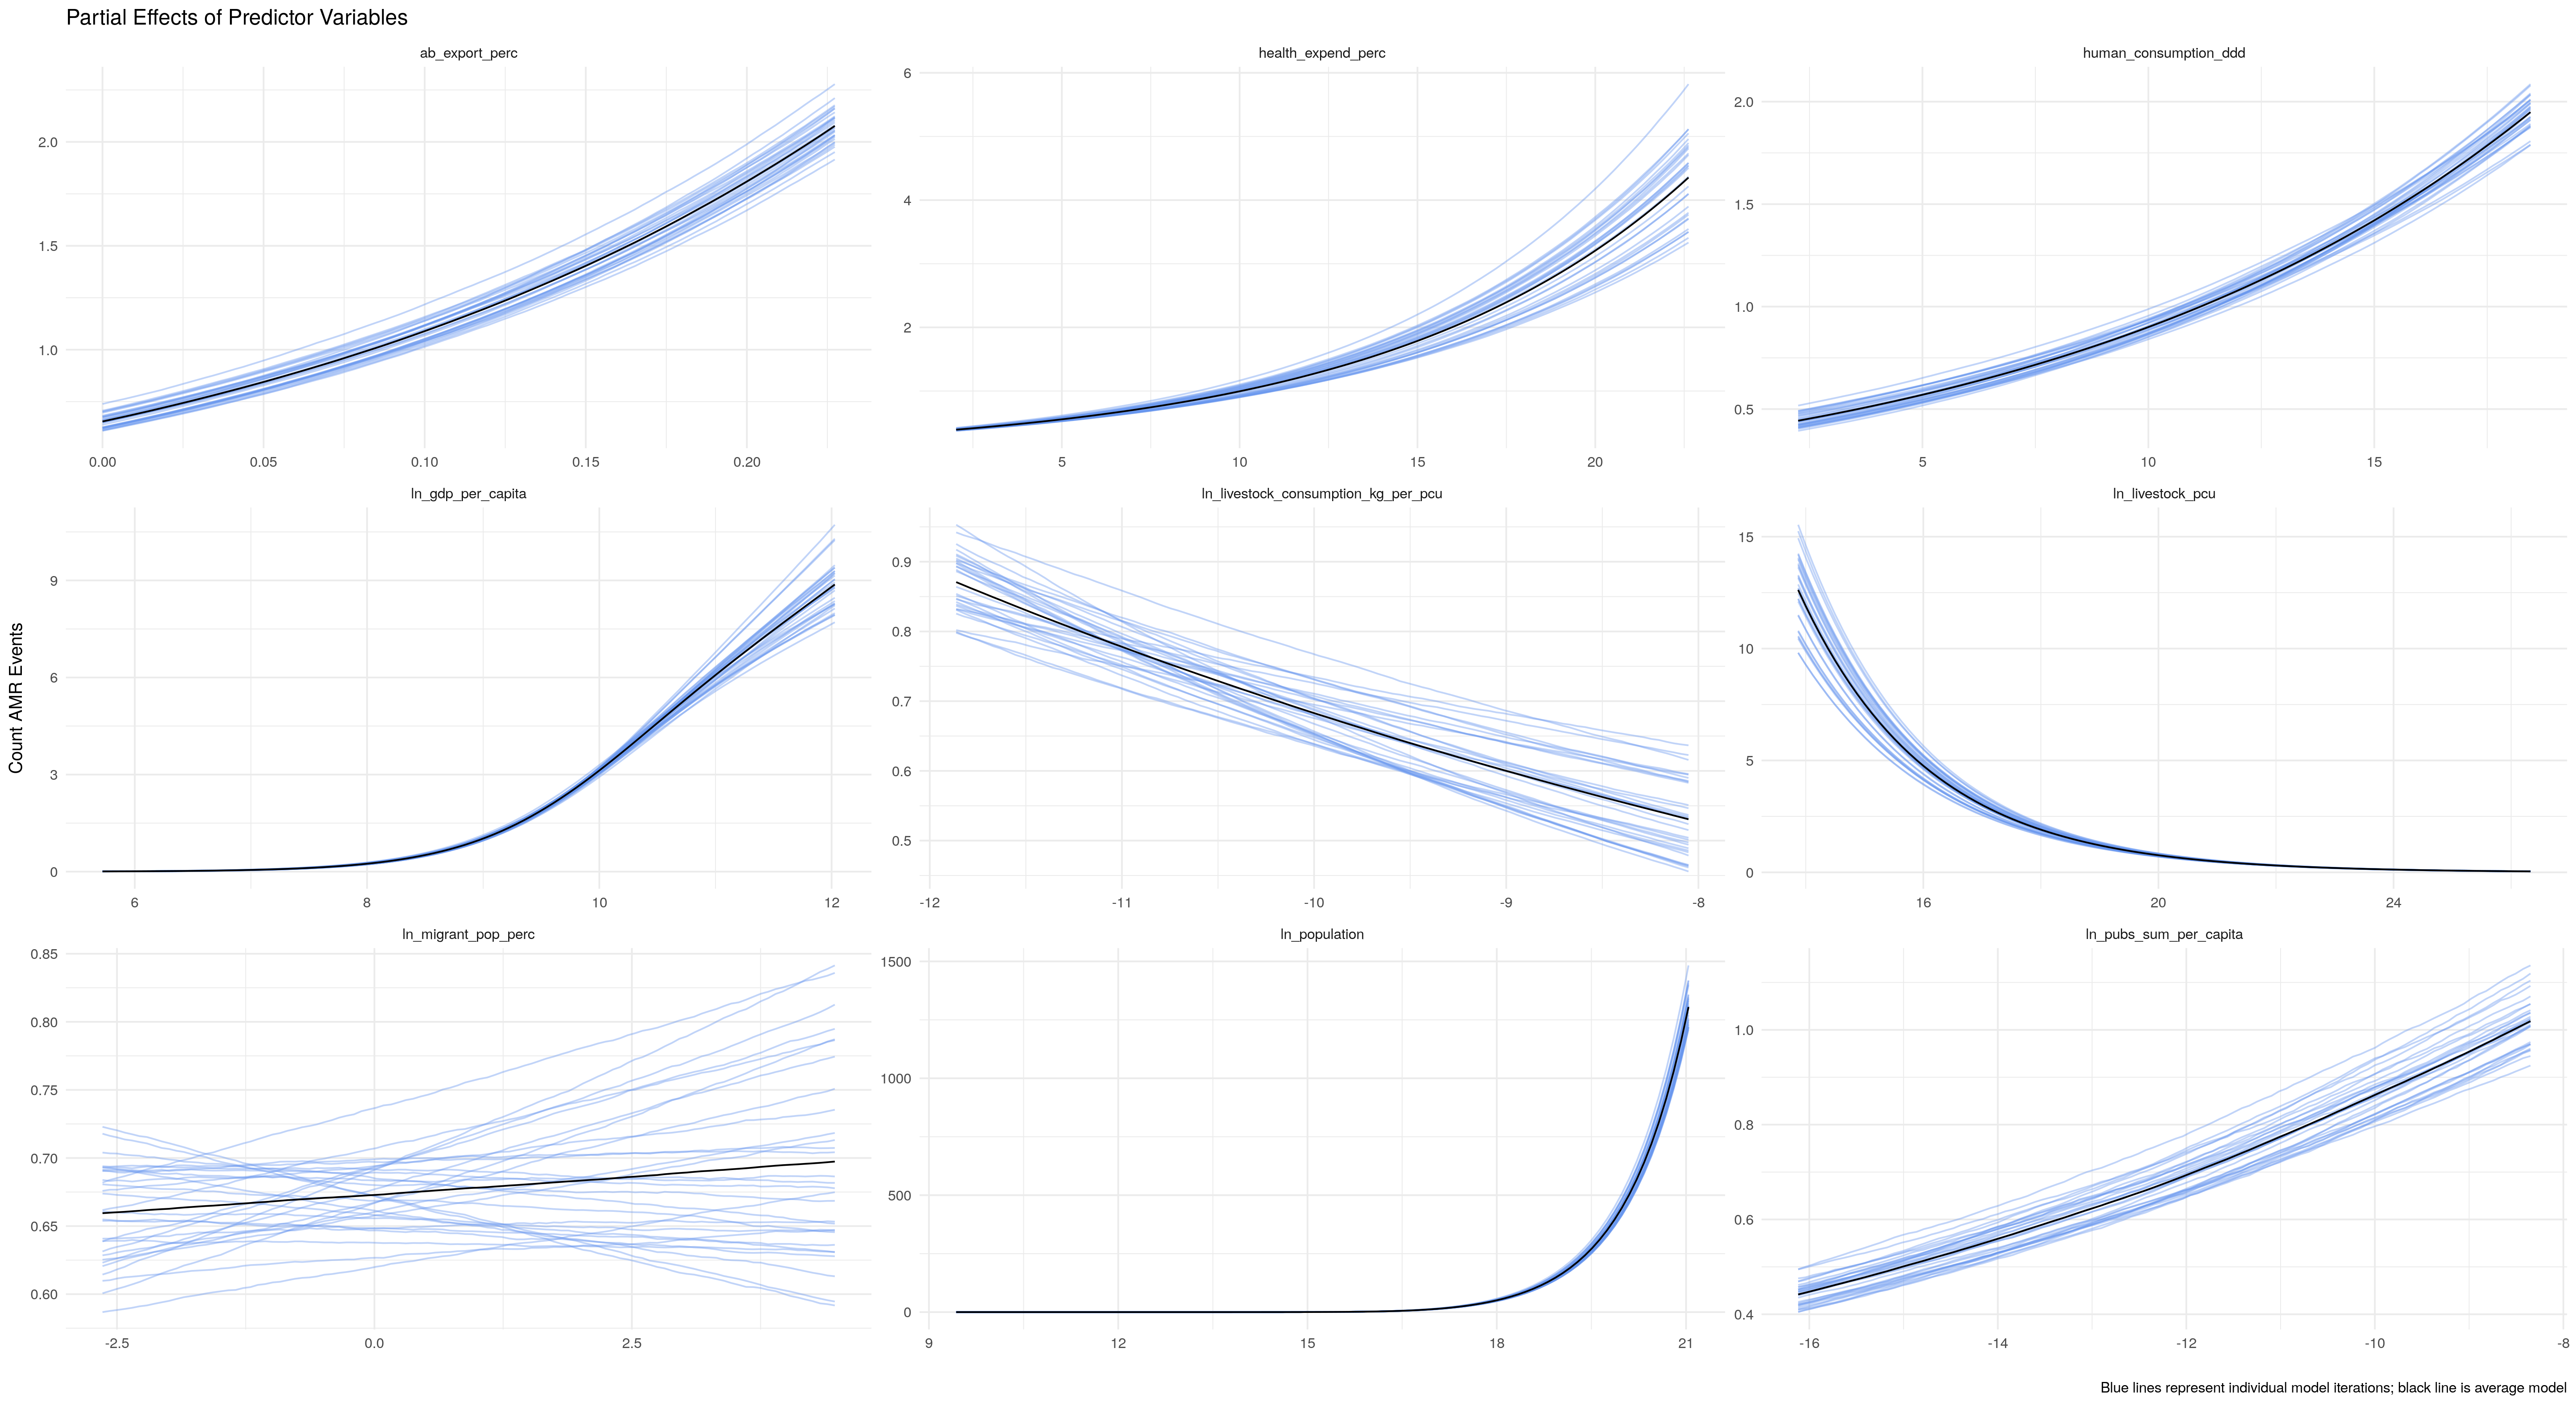 Partial Effects of Predictor Variables
ab_export_perc
health_expend_perc
human_consumption_ddd
2.0
1.5
1.0
6
4
2
2.0
1.5
1.0
0.5
0.00 0.05 0.10 0.15 0.20
5 10 15 20
5 10 15
ln_gdp_per_capita
ln_livestock_consumption_kg_per_pcu
ln_livestock_pcu
Count AMR Events
9
6
3
0
0.9
0.8
0.7
0.6
0.5
15
10
5
0
6 8 10 12
-12 -11 -10 -9 -8
16 20 24
ln_migrant_pop_perc
ln_population
ln_pubs_sum_per_capita
0.85
0.80
0.75
0.70
0.65
0.60
1500
1000
500
0
1.0
0.8
0.6
0.4
-2.5 0.0 2.5
9 12 15 18 21
-16 -14 -12 -10 -8
Blue lines represent individual model iterations; black line is average model